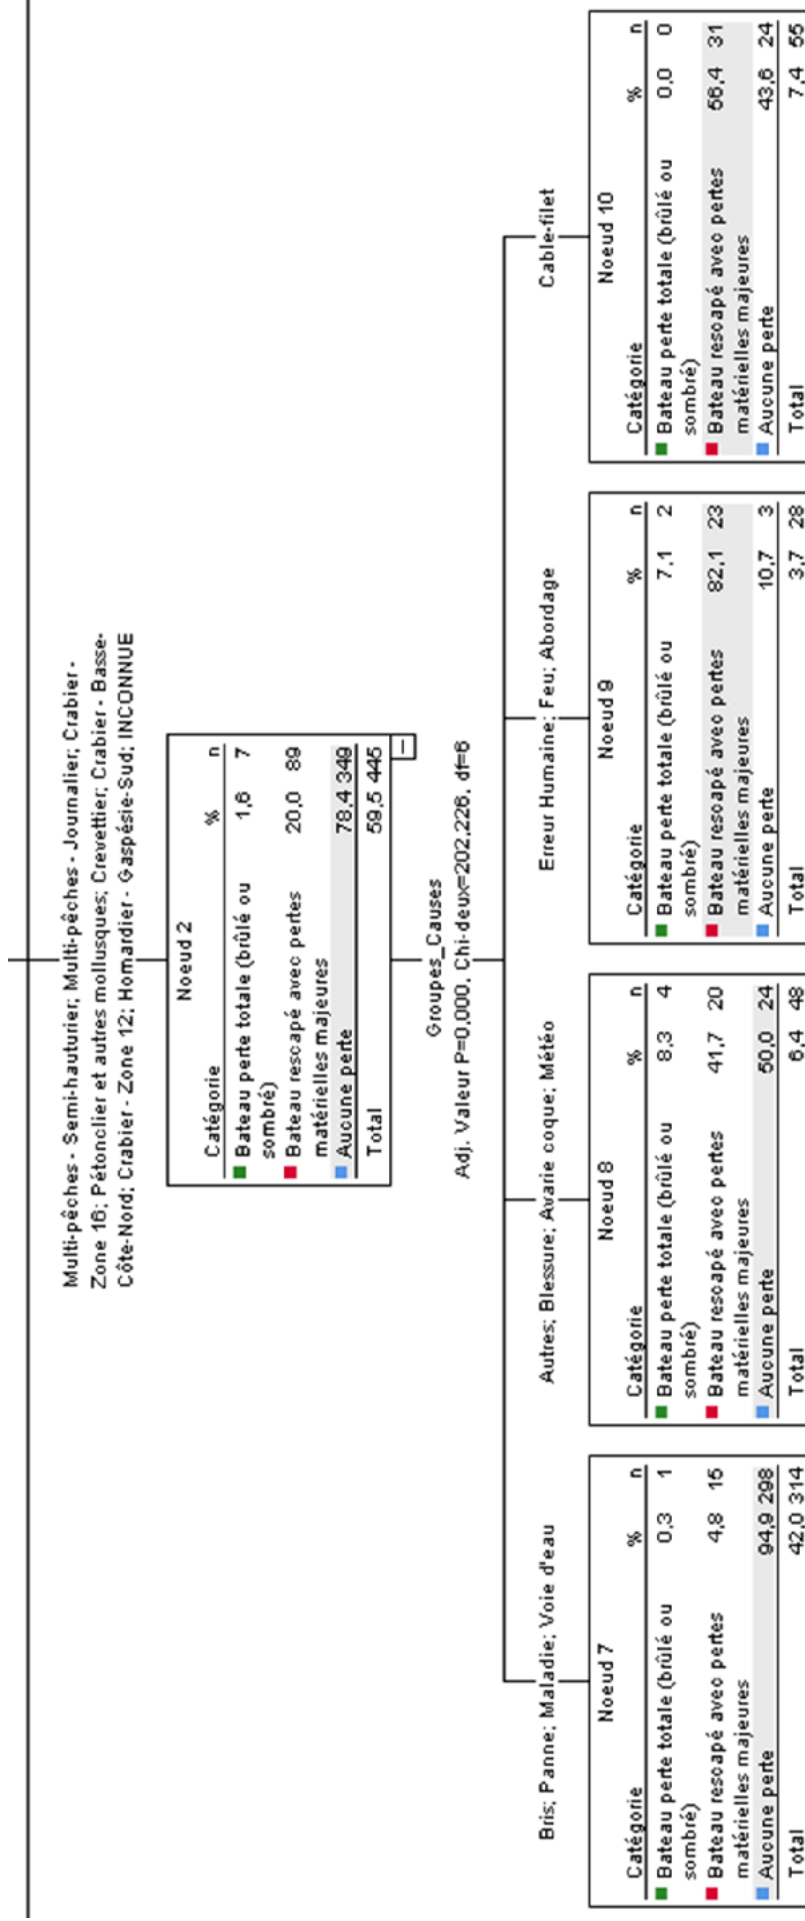 Multi-pêches - Semi-hauturier; Multi-pêches - Journalier; Crabier -
Zone 16; Pétonclier et autres mollusques; Crevettier; Crabier - Basse-
Côte-Nord; Crabier - Zone 12; Homardier - Gaspésie-Sud; INCONNUE
Noeud 2
Catégorie % n
Bateau perte totale (brûlé ou 1,6 7
sombré)
Bateau rescapé avec pertes 20,0 89
matérielles majeures
Aucune perte 78,4 349
Total 59,5 445
Groupes_Causes
Adj. Valeur P=0,000, Chi-deux=202,226, df=6
Bris; Panne; Maladie; Voie d'eau
Noeud 7
Catégorie % n
Bateau perte totale (brûlé ou 0,3 1
sombré)
Bateau rescapé avec pertes 4,8 15
matérielles majeures
Aucune perte 94,9 298
Total 42,0 314
Autres; Blessure; Avarie coque; Météo
Noeud 8
Catégorie % n
Bateau perte totale (brûlé ou 8,3 4
sombré)
Bateau rescapé avec pertes 41,7 20
matérielles majeures
Aucune perte 50,0 24
Total 6,4 48
Erreur Humaine; Feu; Abordage
Noeud 9
Catégorie % n
Bateau perte totale (brûlé ou 7,1 2
sombré)
Bateau rescapé avec pertes 82,1 23
matérielles majeures
Aucune perte 10,7 3
Total 3,7 28
Cable-filet
Noeud 10
Catégorie % n
Bateau perte totale (brûlé ou 0,0 0
sombré)
Bateau rescapé avec pertes 56,4 31
matérielles majeures
Aucune perte 43,6 24
Total 7,4 55